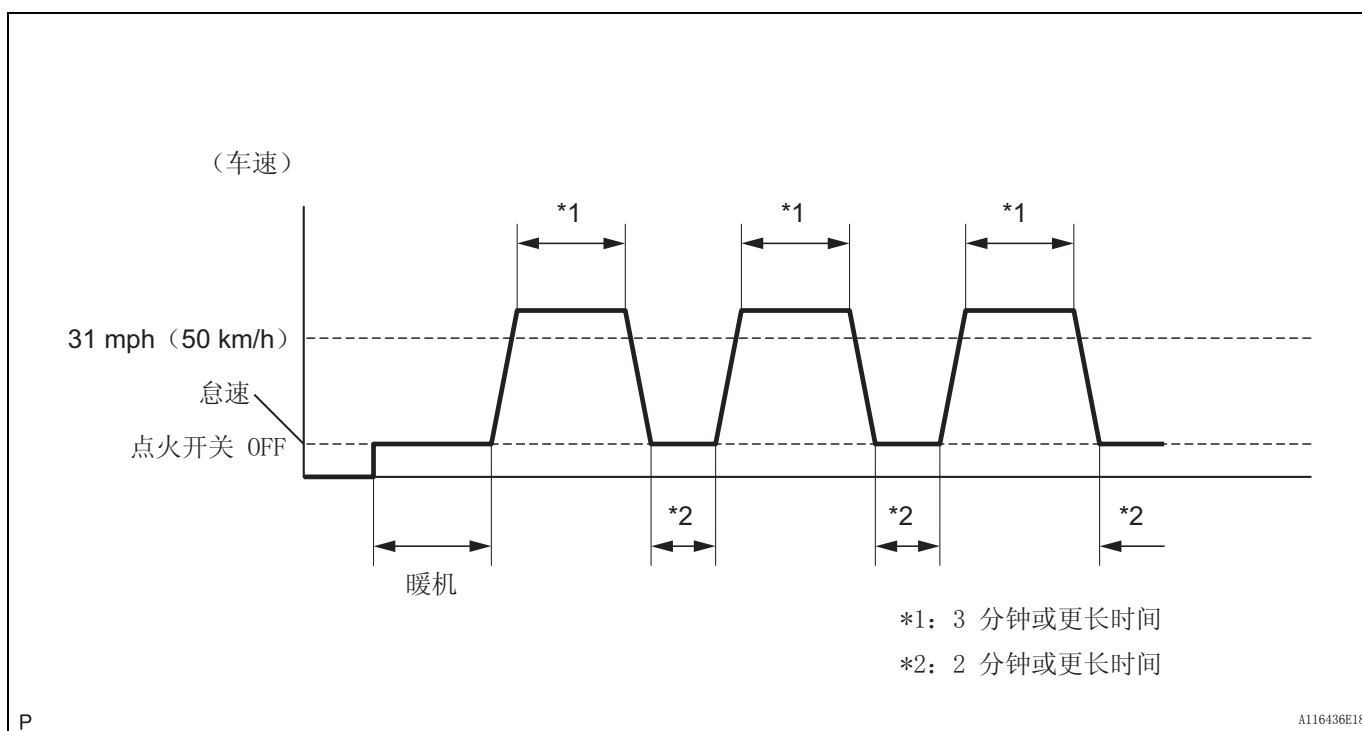 （车速）
*1
*1
*1
31 mph（50 km/h）
怠速
点火开关 OFF
*2
*2
*2
暖机
*1：3 分钟或更长时间
*2：2 分钟或更长时间
P
A116436E18